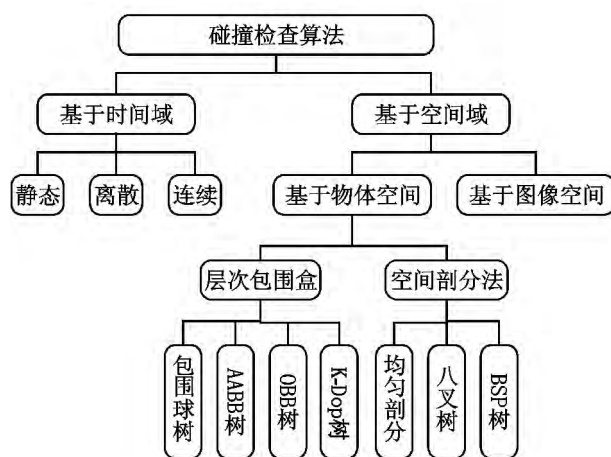 碰撞检查算法
基于时间域
基于空间域
静态
离散
连续
基于物体空间
基于图像空间
层次包围盒
空间剖分法
包围球树
AABB树
OBB树
K-Dop树
均匀剖分
八叉树
BSP树